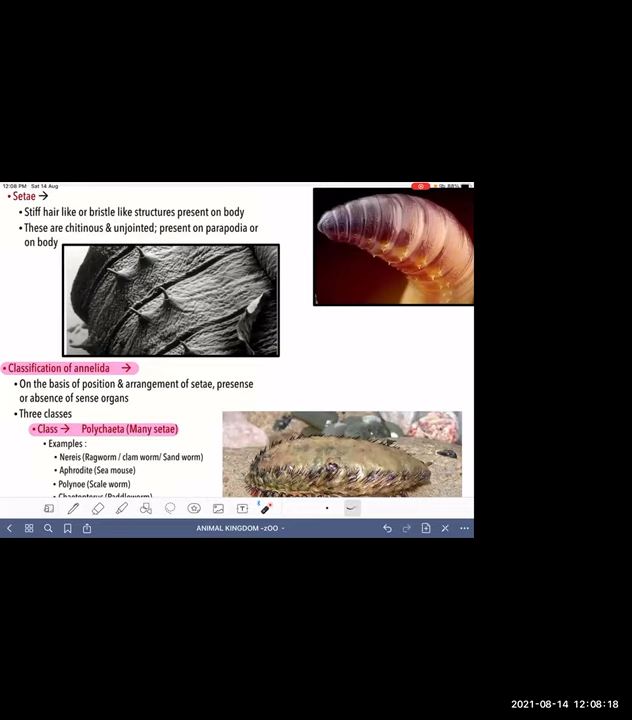 12:08 PM Sat 14 Aug
88%
• Setae →
• Stiff hair like or bristle like structures present on body
• These are chitinous & unjointed; present on parapodia or
on body
• Classification of annelida →
• On the basis of position & arrangement of setae, presense
or absence of sense organs
• Three classes
• Class → Polychaeta (Many setae)
• Examples :
• Nereis (Ragworm / clam worm/ Sand worm)
• Aphrodite (Sea mouse)
• Polynoe (Scale worm)
• Chaetopterus (Paddleworm)
ANIMAL KINGDOM -zOO
2021-08-14 12:08:18